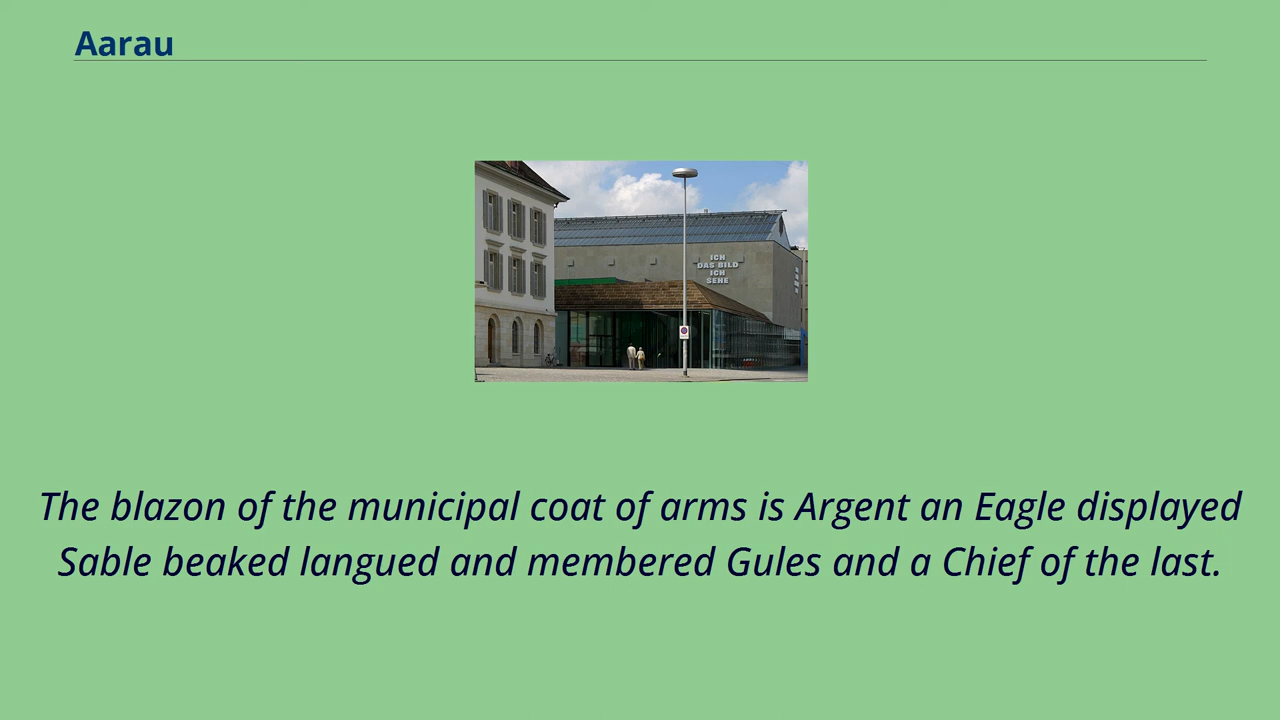 Aarau
ICH
DAS BILD
ICH
SEHE
The blazon of the municipal coat of arms is Argent an Eagle displayed
Sable beaked langued and membered Gules and a Chief of the last.